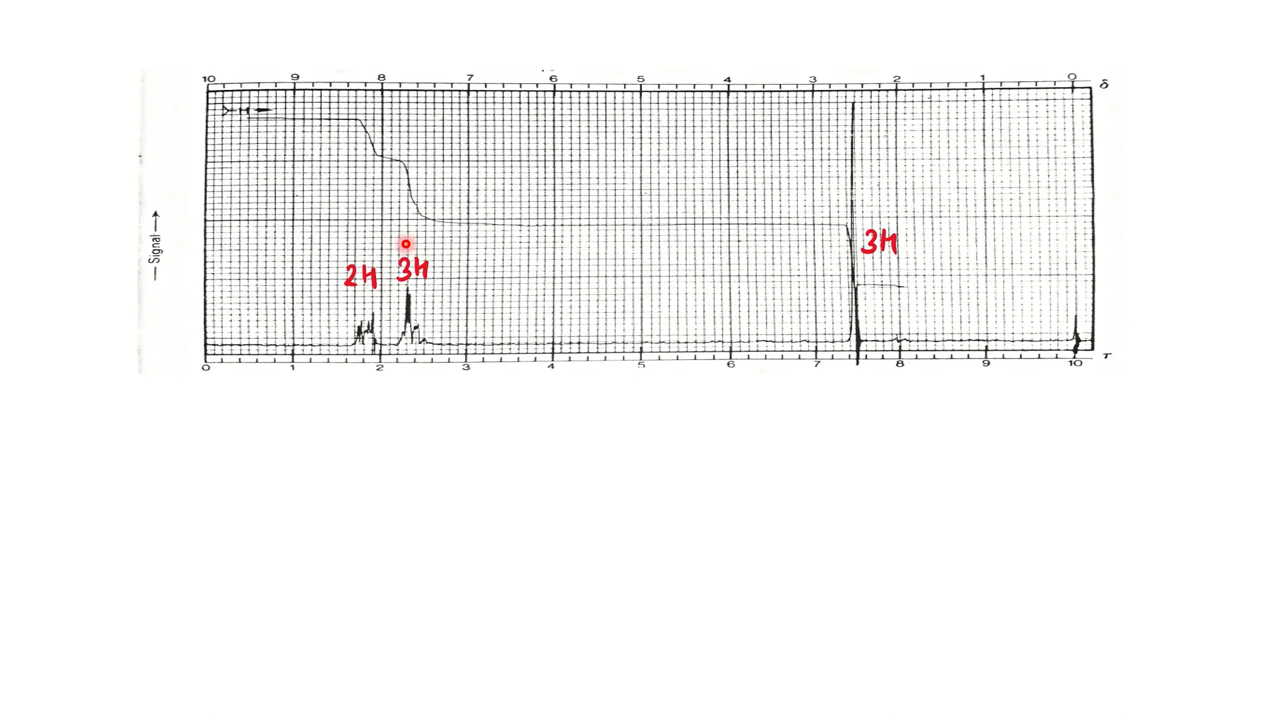 10 9 8 7 6 5 4 3 2 1 0 δ
H
Signal
3H
2H 3H
0 1 2 3 4 5 6 7 8 9 10 τ